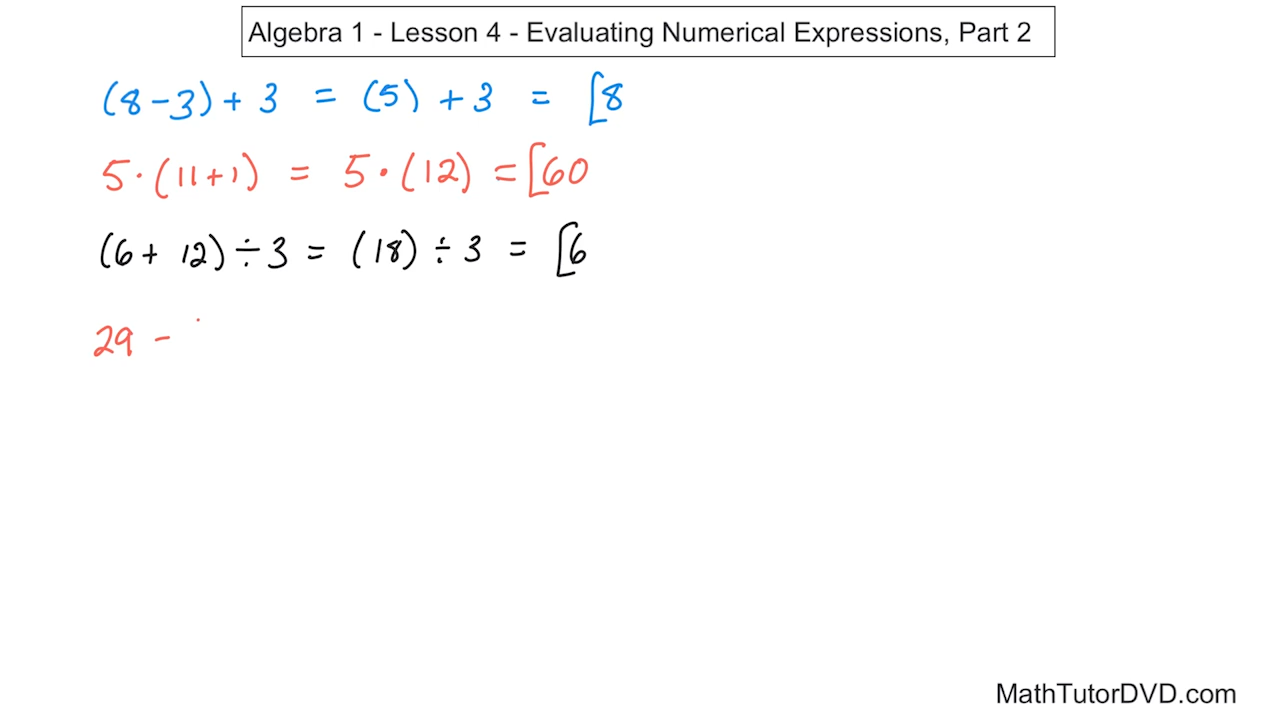 Algebra 1 - Lesson 4 - Evaluating Numerical Expressions, Part 2
(8-3)+3 = (5)+3 = [8
5·(11+1) = 5·(12) = [60
(6+12)÷3 = (18)÷3 = [6
29 -
MathTutorDVD.com